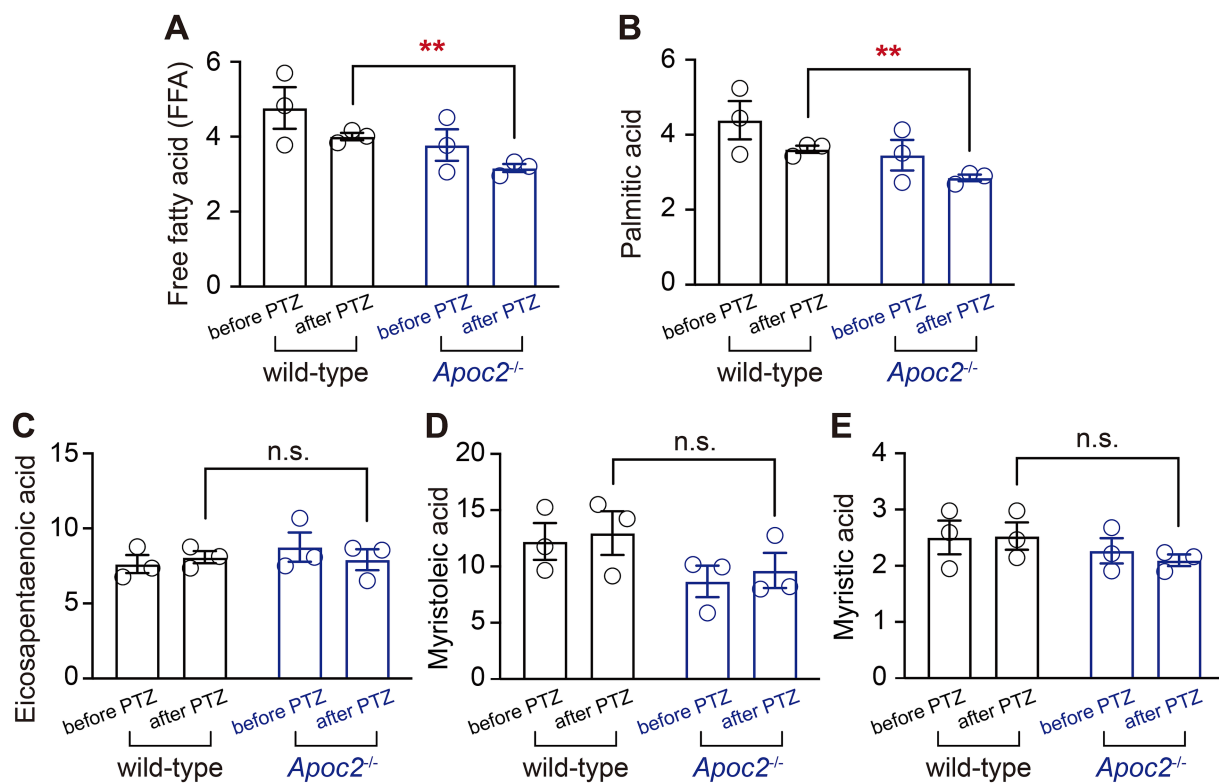 A
Free fatty acid (FFA)
6
4
2
0
**
before PTZ
after PTZ
before PTZ
after PTZ
wild-type
Apoc2-/-
B
Palmitic acid
6
4
2
0
**
before PTZ
after PTZ
before PTZ
after PTZ
wild-type
Apoc2-/-
C
Eicosapentaenoic acid
15
10
5
0
n.s.
before PTZ
after PTZ
before PTZ
after PTZ
wild-type
Apoc2-/-
D
Myristoleic acid
20
15
10
5
0
n.s.
before PTZ
after PTZ
before PTZ
after PTZ
wild-type
Apoc2-/-
E
Myristic acid
4
3
2
1
0
n.s.
before PTZ
after PTZ
before PTZ
after PTZ
wild-type
Apoc2-/-